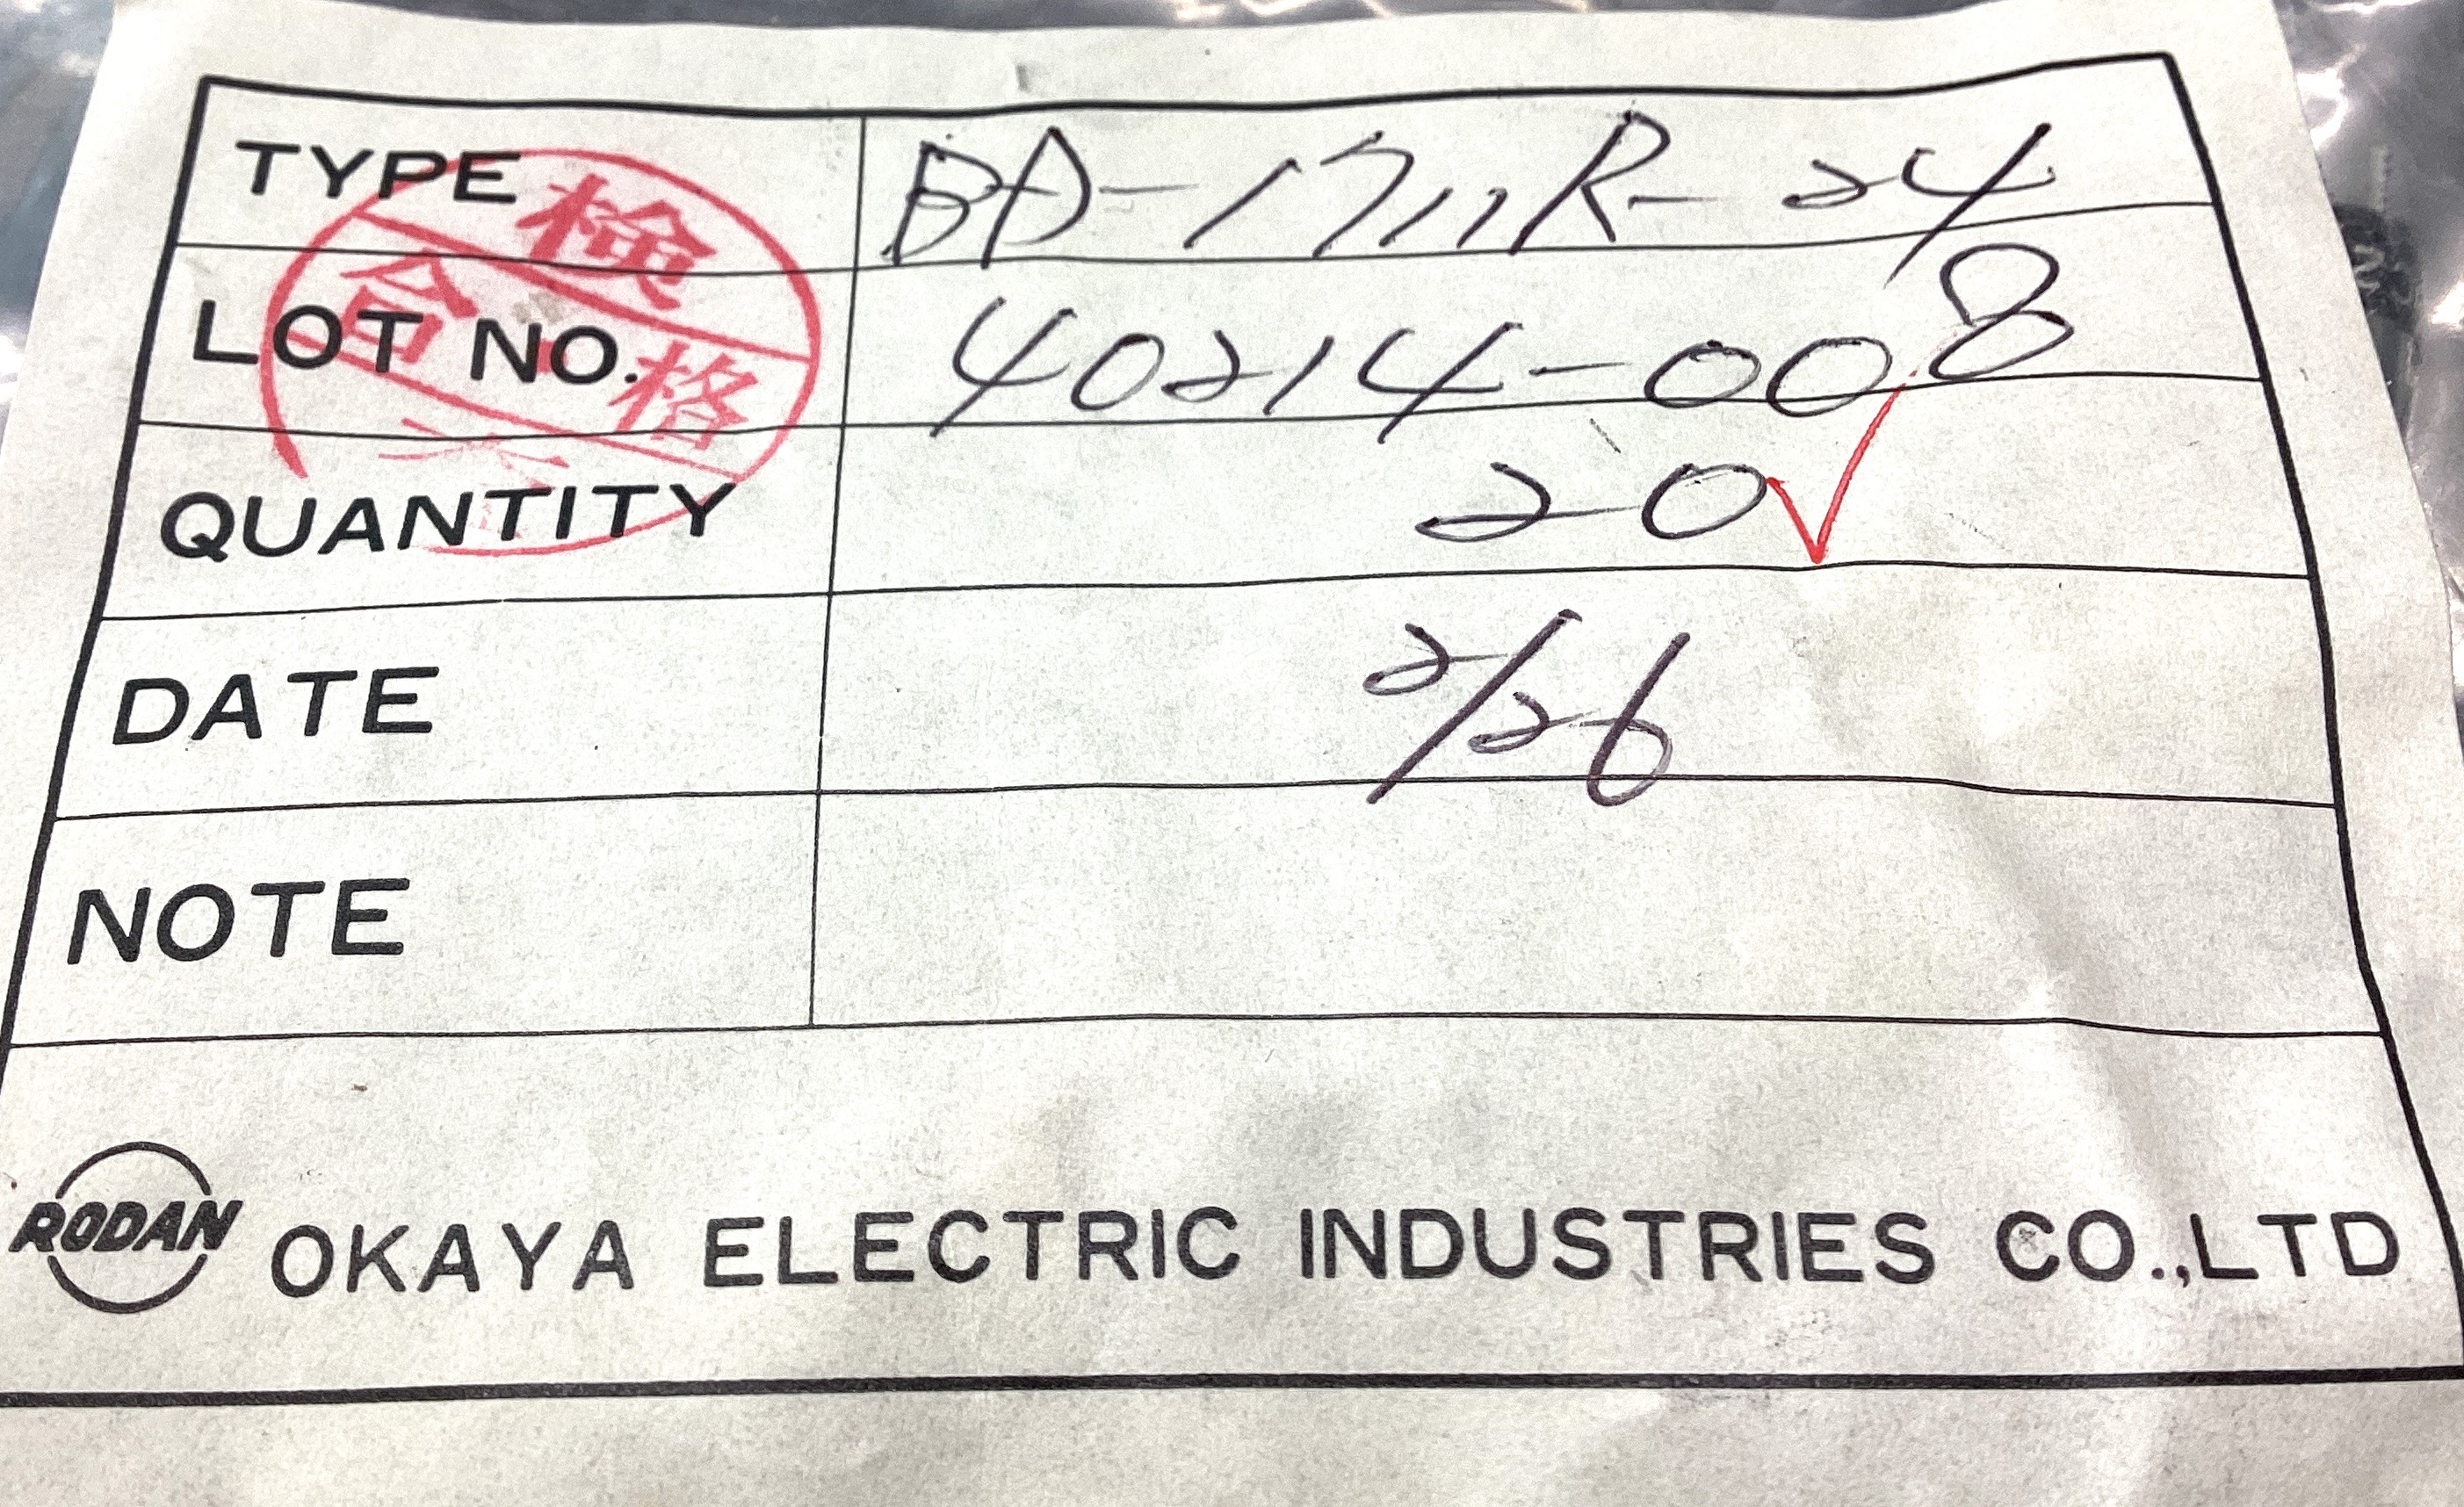 TYPE BD-1711R-24
LOT NO. 40214-008
QUANTITY 20√
DATE 2/26
NOTE
検
合格
RODAN OKAYA ELECTRIC INDUSTRIES CO.,LTD